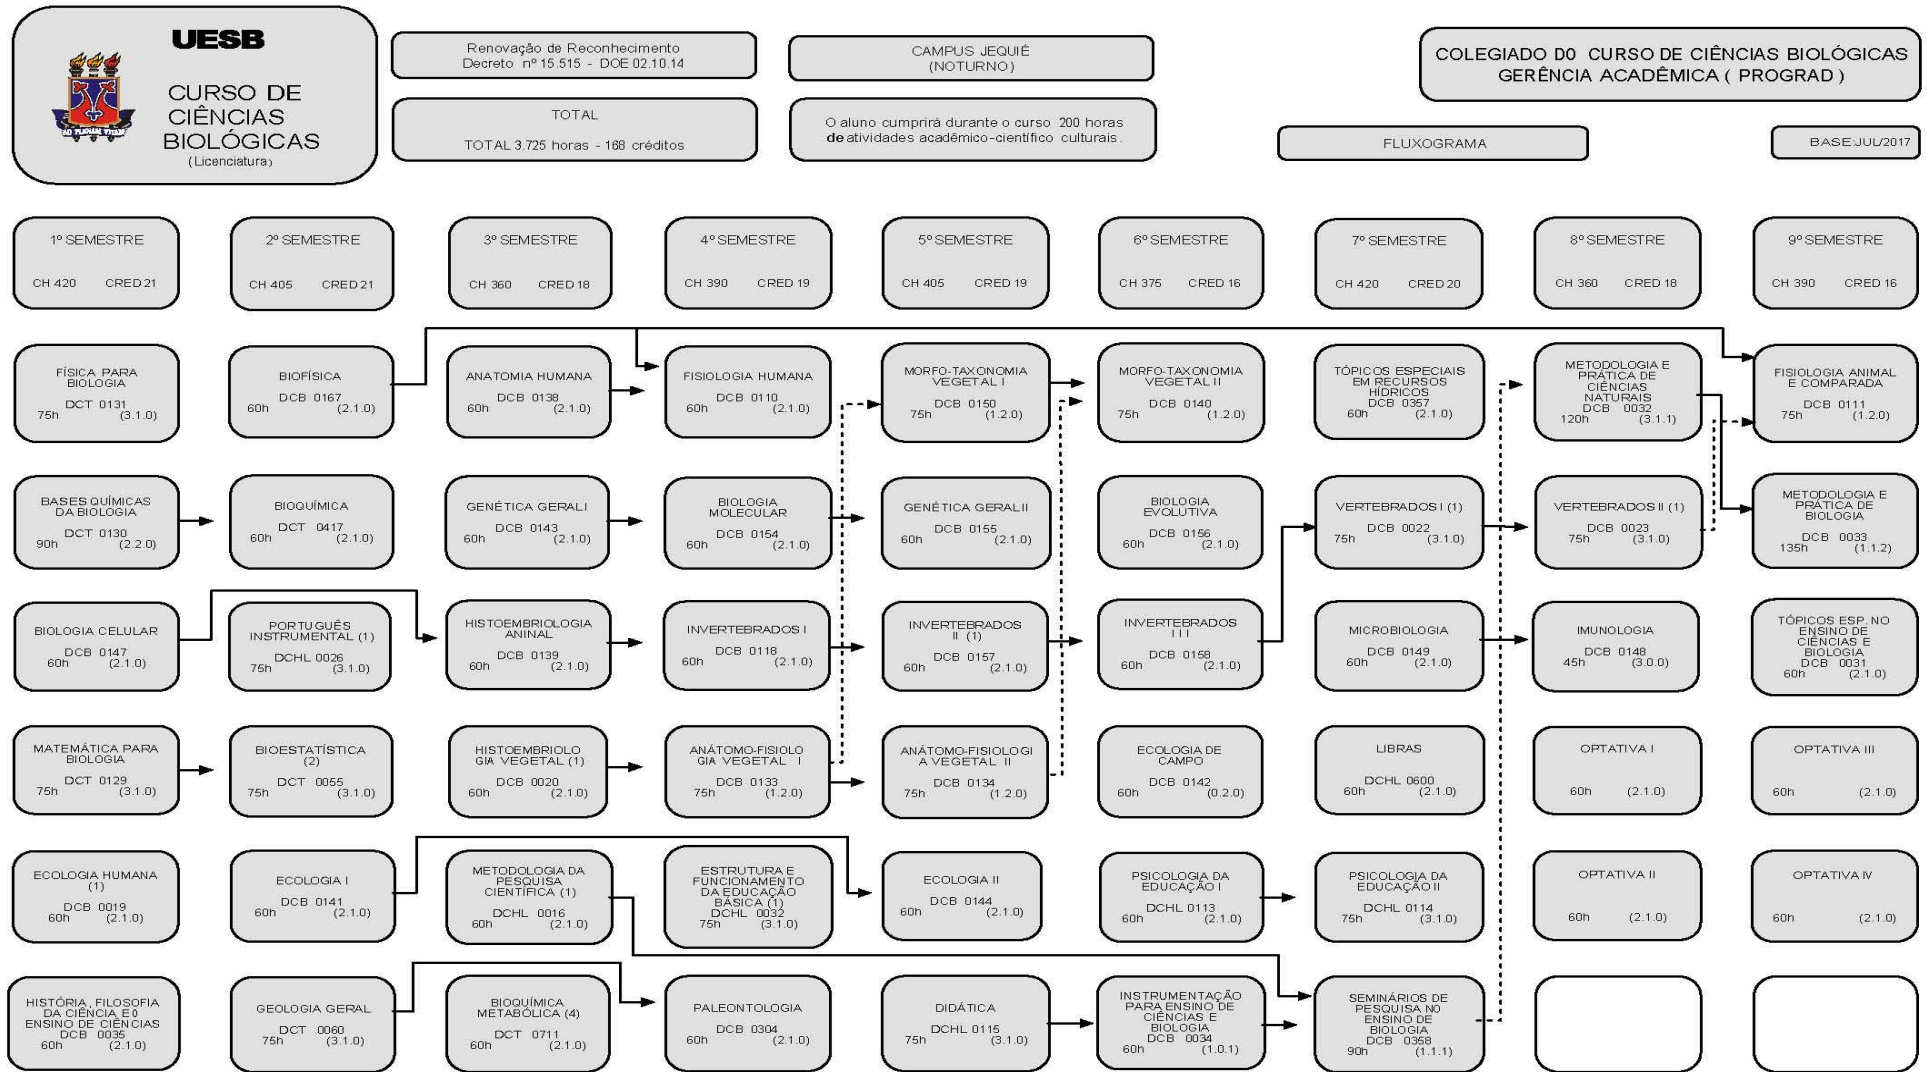 UESB
CURSO DE
CIÊNCIAS
BIOLÓGICAS
(Licenciatura)
Renovação de Reconhecimento
Decreto nº 15.515 - DOE 02.10.14
TOTAL
TOTAL 3.725 horas - 168 créditos
CAMPUS JEQUIÉ
(NOTURNO)
O aluno cumprirá durante o curso 200 horas
de atividades acadêmico-científico culturais.
COLEGIADO D0 CURSO DE CIÊNCIAS BIOLÓGICAS
GERÊNCIA ACADÊMICA ( PROGRAD )
FLUXOGRAMA
BASE:JUL/2017
1º SEMESTRE
CH 420 CRED 21
2º SEMESTRE
CH 405 CRED 21
3º SEMESTRE
CH 360 CRED 18
4º SEMESTRE
CH 390 CRED 19
5º SEMESTRE
CH 405 CRED 19
6º SEMESTRE
CH 375 CRED 16
7º SEMESTRE
CH 420 CRED 20
8º SEMESTRE
CH 360 CRED 18
9º SEMESTRE
CH 390 CRED 16
FÍSICA PARA
BIOLOGIA
DCT 0131
75h (3.1.0)
BIOFÍSICA
DCB 0167
60h (2.1.0)
ANATOMIA HUMANA
DCB 0138
60h (2.1.0)
FISIOLOGIA HUMANA
DCB 0110
60h (2.1.0)
MORFO-TAXONOMIA
VEGETAL I
DCB 0150
75h (1.2.0)
MORFO-TAXONOMIA
VEGETAL II
DCB 0140
75h (1.2.0)
TÓPICOS ESPECIAIS
EM RECURSOS
HÍDRICOS
DCB 0357
60h (2.1.0)
METODOLOGIA E
PRÁTICA DE
CIÊNCIAS
NATURAIS
DCB 0032
120h (3.1.1)
FISIOLOGIA ANIMAL
E COMPARADA
DCB 0111
75h (1.2.0)
BASES QUÍMICAS
DA BIOLOGIA
DCT 0130
90h (2.2.0)
BIOQUÍMICA
DCT 0417
60h (2.1.0)
GENÉTICA GERAL I
DCB 0143
60h (2.1.0)
BIOLOGIA
MOLECULAR
DCB 0154
60h (2.1.0)
GENÉTICA GERAL II
DCB 0155
60h (2.1.0)
BIOLOGIA
EVOLUTIVA
DCB 0156
60h (2.1.0)
VERTEBRADOS I (1)
DCB 0022
75h (3.1.0)
VERTEBRADOS II (1)
DCB 0023
75h (3.1.0)
METODOLOGIA E
PRÁTICA DE
BIOLOGIA
DCB 0033
135h (1.1.2)
BIOLOGIA CELULAR
DCB 0147
60h (2.1.0)
PORTUGUÊS
INSTRUMENTAL (1)
DCHL 0026
75h (3.1.0)
HISTOEMBRIOLOGIA
ANINAL
DCB 0139
60h (2.1.0)
INVERTEBRADOS I
DCB 0118
60h (2.1.0)
INVERTEBRADOS
II (1)
DCB 0157
60h (2.1.0)
INVERTEBRADOS
I I I
DCB 0158
60h (2.1.0)
MICROBIOLOGIA
DCB 0149
60h (2.1.0)
IMUNOLOGIA
DCB 0148
45h (3.0.0)
TÓPICOS ESP. NO
ENSINO DE
CIÊNCIAS E
BIOLOGIA
DCB 0031
60h (2.1.0)
MATEMÁTICA PARA
BIOLOGIA
DCT 0129
75h (3.1.0)
BIOESTATÍSTICA
(2)
DCT 0055
75h (3.1.0)
HISTOEMBRIOLO
GIA VEGETAL (1)
DCB 0020
60h (2.1.0)
ANÁTOMO-FISIOLO
GIA VEGETAL I
DCB 0133
75h (1.2.0)
ANÁTOMO-FISIOLOGI
A VEGETAL II
DCB 0134
75h (1.2.0)
ECOLOGIA DE
CAMPO
DCB 0142
60h (0.2.0)
LIBRAS
DCHL 0600
60h (2.1.0)
OPTATIVA I
60h (2.1.0)
OPTATIVA III
60h (2.1.0)
ECOLOGIA HUMANA
(1)
DCB 0019
60h (2.1.0)
ECOLOGIA I
DCB 0141
60h (2.1.0)
METODOLOGIA DA
PESQUISA
CIENTÍFICA (1)
DCHL 0016
60h (2.1.0)
ESTRUTURA E
FUNCIONAMENTO
DA EDUCAÇÃO
BÁSICA (1)
DCHL 0032
75h (3.1.0)
ECOLOGIA II
DCB 0144
60h (2.1.0)
PSICOLOGIA DA
EDUCAÇÃO I
DCHL 0113
60h (2.1.0)
PSICOLOGIA DA
EDUCAÇÃO II
DCHL 0114
75h (3.1.0)
OPTATIVA II
60h (2.1.0)
OPTATIVA IV
60h (2.1.0)
HISTÓRIA, FILOSOFIA
DA CIÊNCIA E 0
ENSINO DE CIÊNCIAS
DCB 0035
60h (2.1.0)
GEOLOGIA GERAL
DCT 0060
75h (3.1.0)
BIOQUÍMICA
METABÓLICA (4)
DCT 0711
60h (2.1.0)
PALEONTOLOGIA
DCB 0304
60h (2.1.0)
DIDÁTICA
DCHL 0115
75h (3.1.0)
INSTRUMENTAÇÃO
PARA ENSINO DE
CIÊNCIAS E
BIOLOGIA
DCB 0034
60h (1.0.1)
SEMINÁRIOS DE
PESQUISA N0
ENSINO DE
BIOLOGIA
DCB 0358
90h (1.1.1)